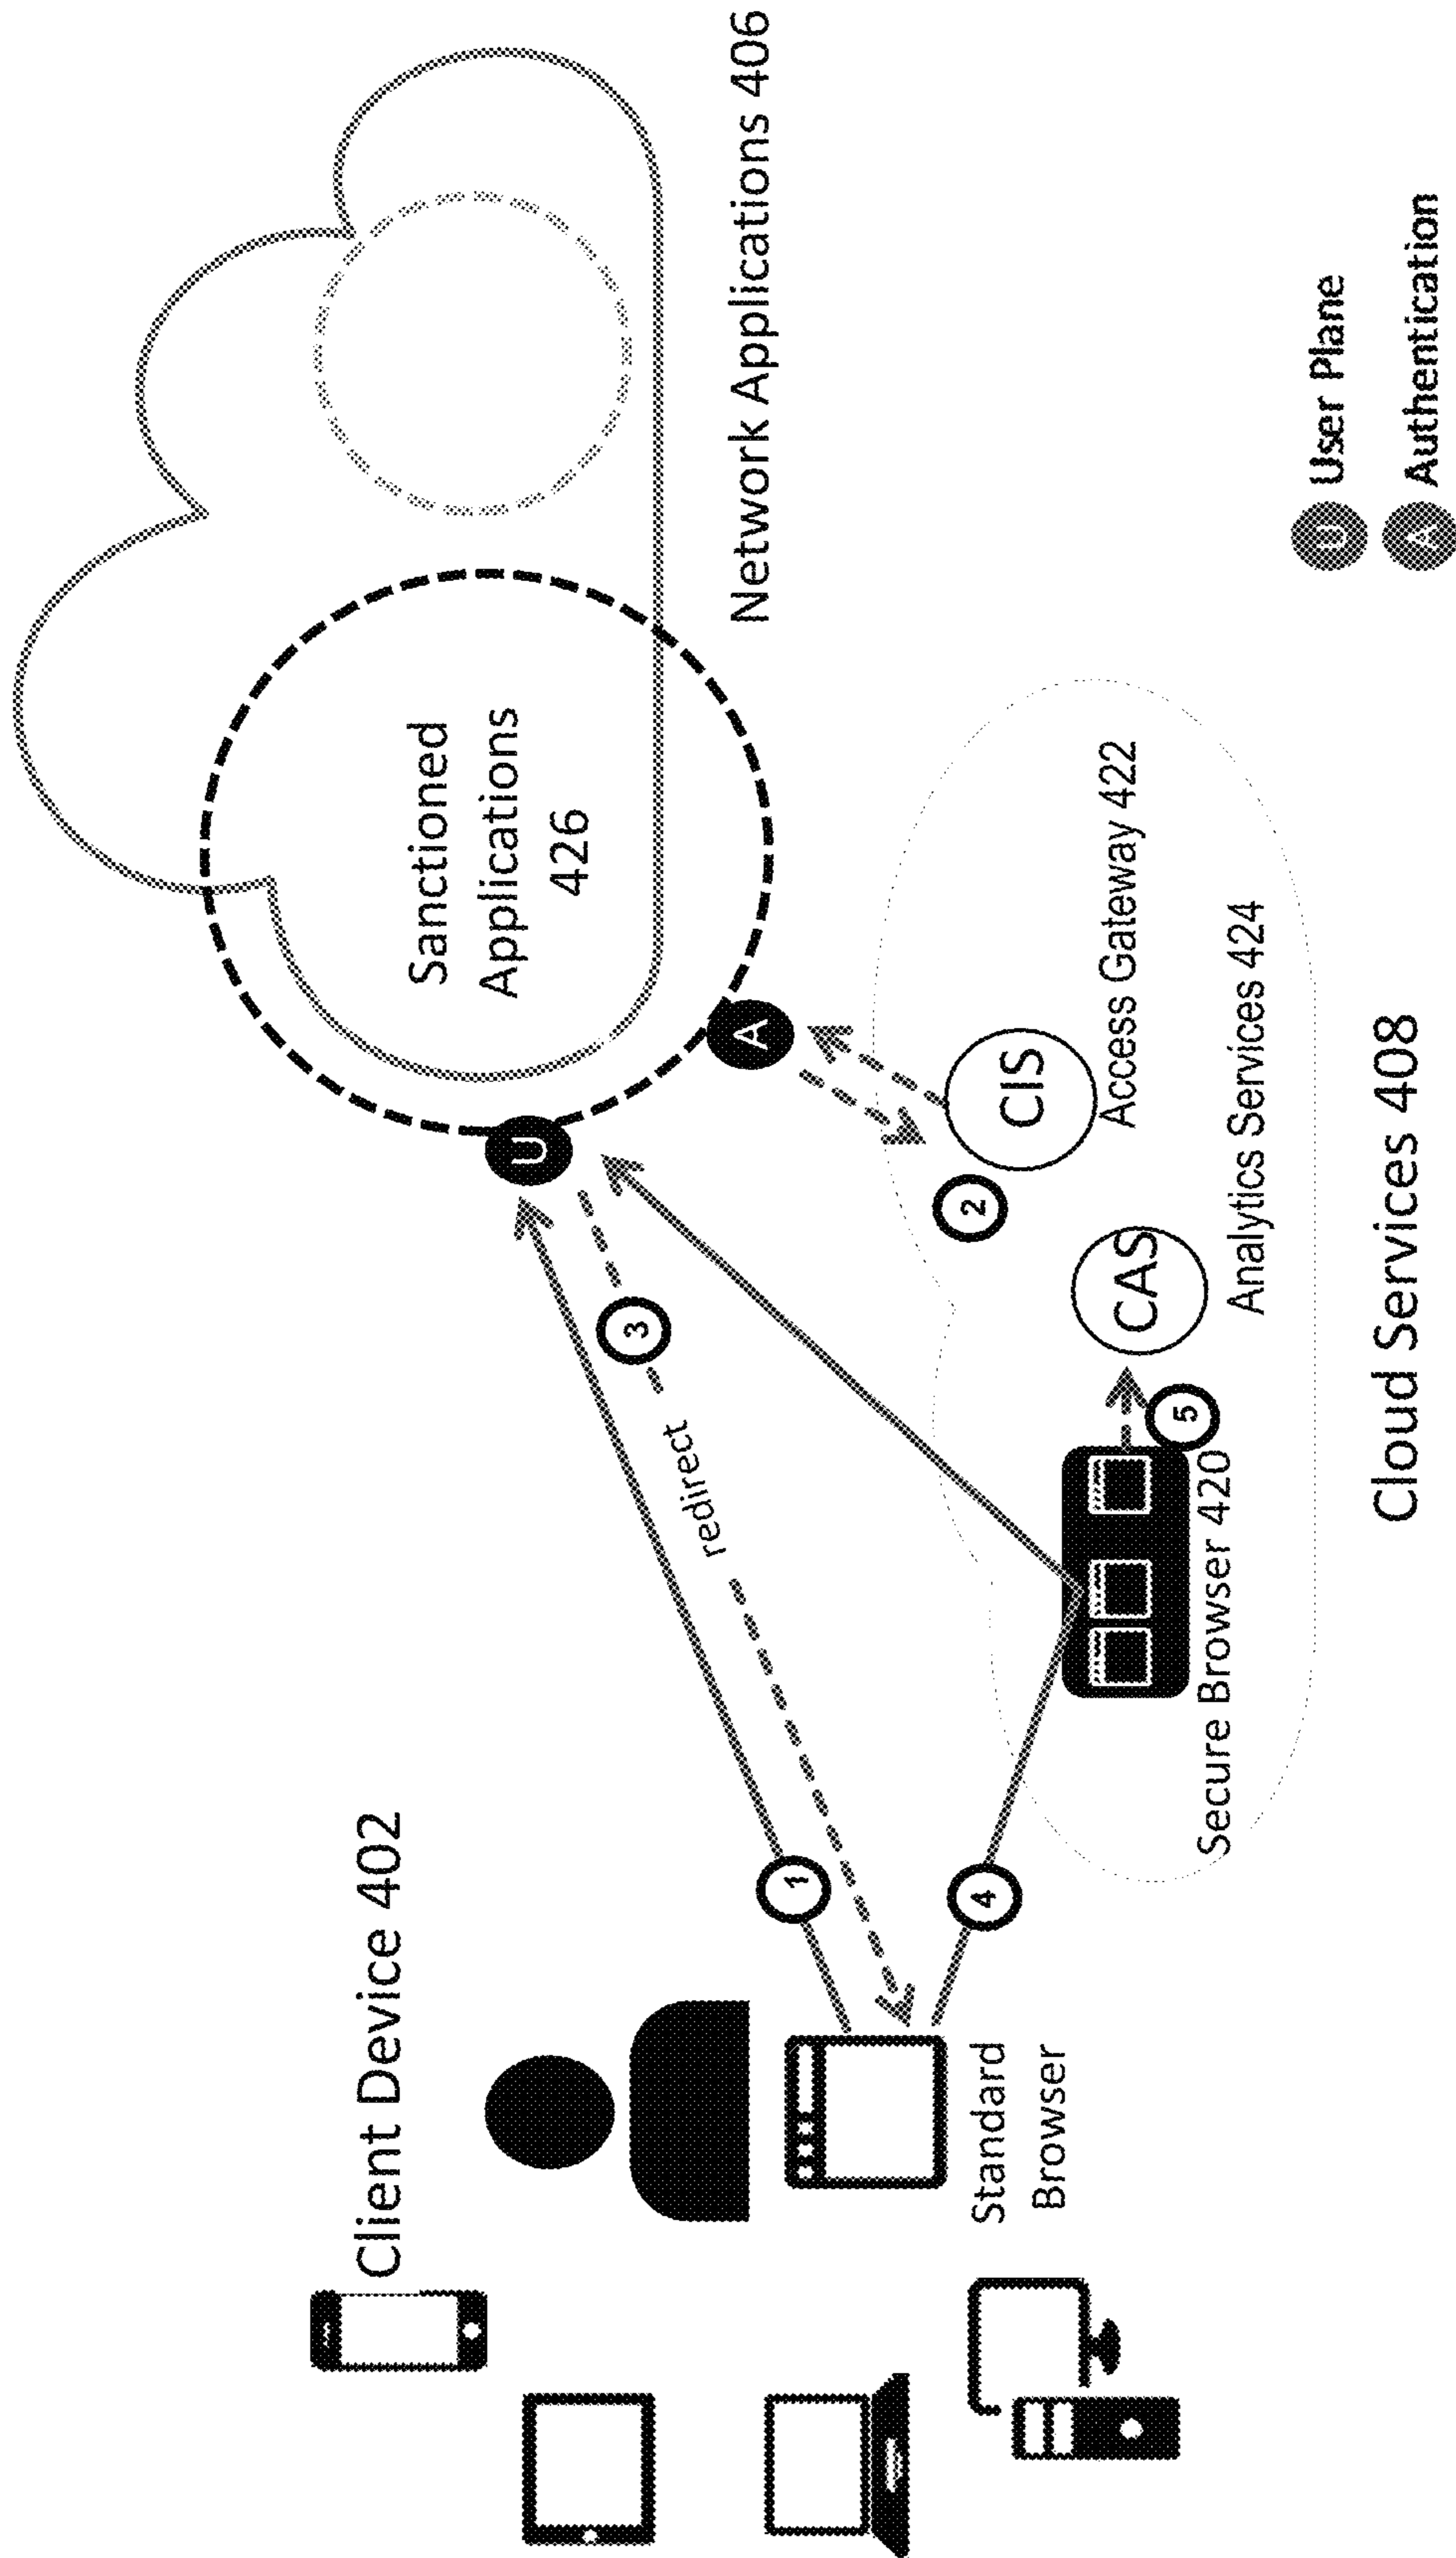 Client Device 402
Standard
Browser
1
redirect
3
4
U
A
Sanctioned
Applications
426
Network Applications 406
2
CIS
Access Gateway 422
CAS
Analytics Services 424
5
Secure Browser 420
Cloud Services 408
U User Plane
A Authentication